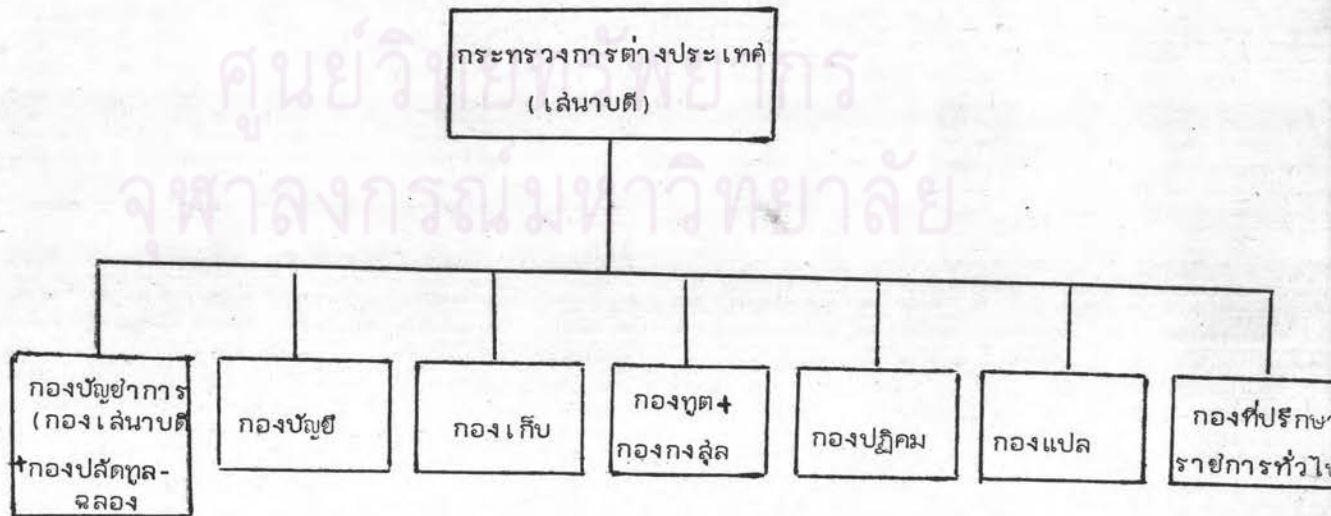 กระทรวงการต่างประเทศ
(เสนาบดี)
ศูนย์วิทยทรัพยากร
จุฬาลงกรณ์มหาวิทยาลัย
กองบัญชาการ
(กองเสนาบดี
+กองปลัดทูล-
ฉลอง
กองบัญชี
กองเก็บ
กองทูต+
กองกงสุล
กองปฏิคม
กองแปล
กองที่ปรึกษา
ราชการทั่วไป